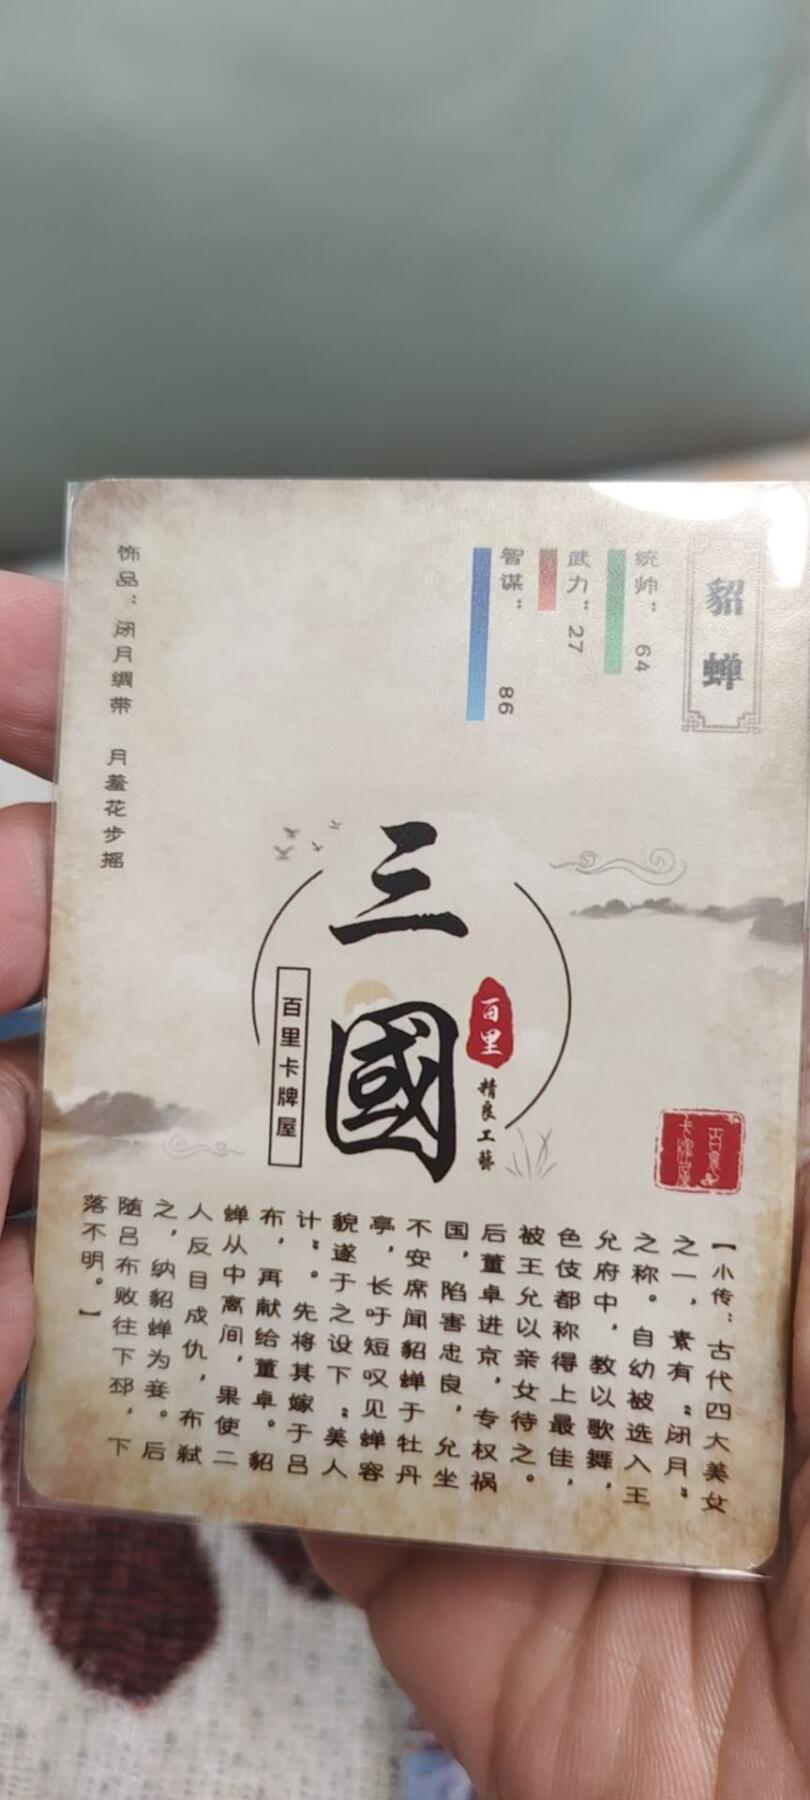 貂蝉
统帅：64
武力：27
智谋：86
饰品：闭月绸带 月羞花步摇
三國
百里
精良工藝
百里卡牌屋
百里
卡牌屋
【小传：古代四大美女
之一，素有“闭月”
之称。自幼被选入王
允府中，教以歌舞，
色伎都称得上最佳，
被王允以亲女待之。
后董卓进京，专权祸
国，陷害忠良，允坐
不安席闻貂蝉于牡丹
亭，长吁短叹见蝉容
貌遂于之设下“美人
计”。先将其嫁于吕
布，再献给董卓。貂
蝉从中离间，果使二
人反目成仇，布弑
之，纳貂蝉为妾。后
随吕布败往下邳，下
落不明。】